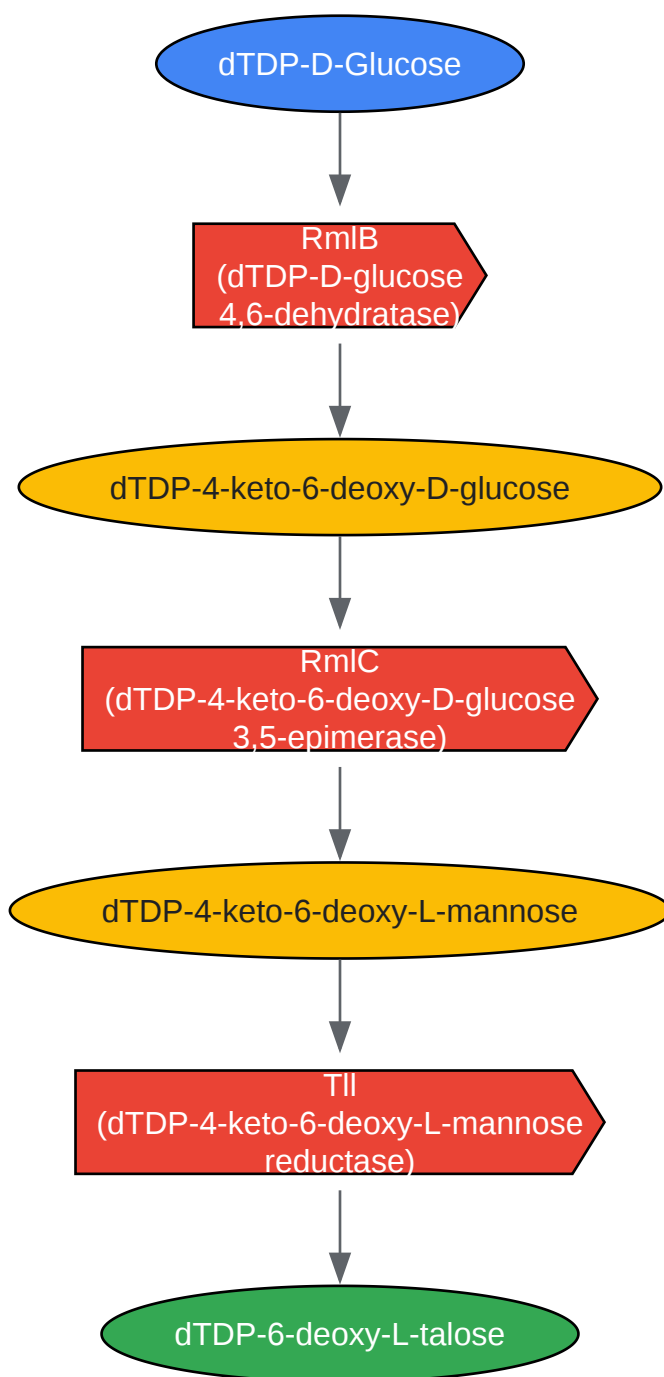 dTDP-D-Glucose
RmlB
(dTDP-D-glucose
4,6-dehydratase)
dTDP-4-keto-6-deoxy-D-glucose
RmlC
(dTDP-4-keto-6-deoxy-D-glucose
3,5-epimerase)
dTDP-4-keto-6-deoxy-L-mannose
Tll
(dTDP-4-keto-6-deoxy-L-mannose
reductase)
dTDP-6-deoxy-L-talose